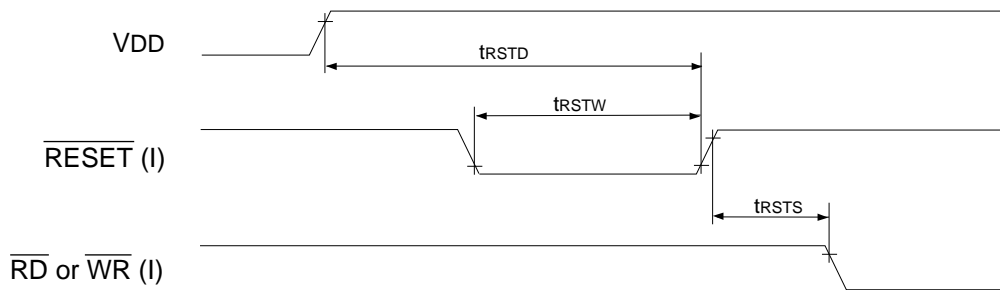 VDD
tRSTD
tRSTW
RESET (I)
tRSTS
RD or WR (I)